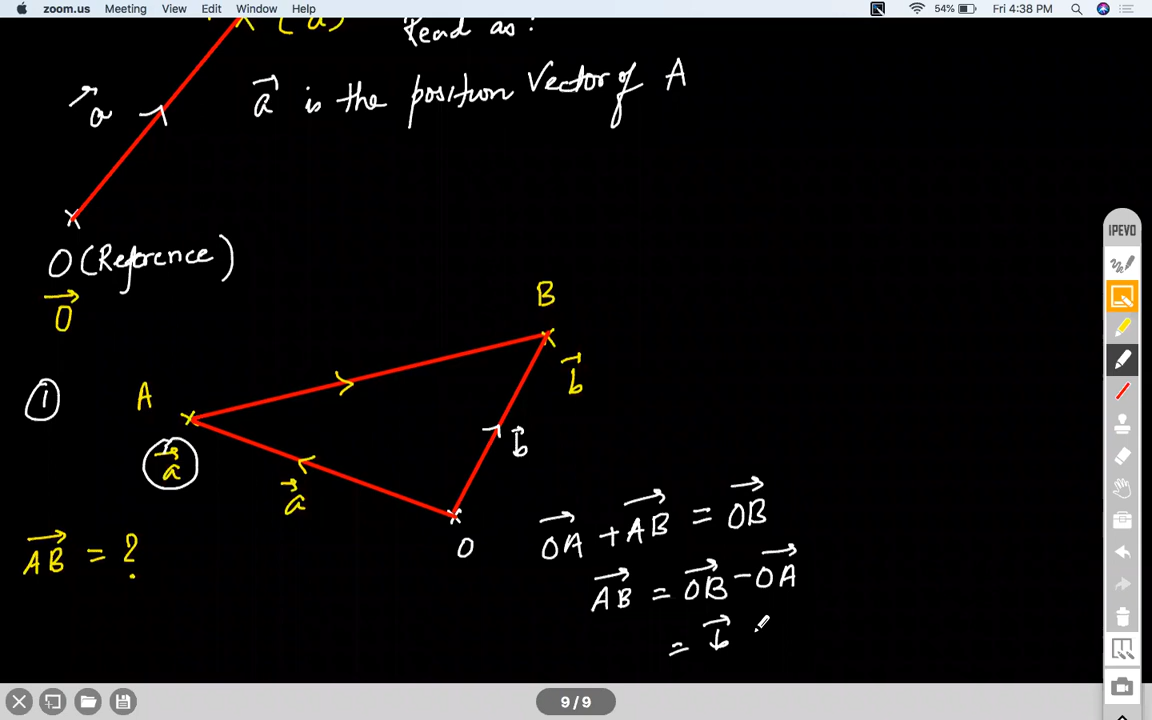 zoom.us Meeting View Edit Window Help 54% Fri 4:38 PM
(a) Read as:
→a
a⃗ is the position Vector of A
O (Reference)
0⃗
IPEVO
B
b⃗
① A
a⃗
b⃗
a⃗
O
AB⃗ = ?
OA⃗ + AB⃗ = OB⃗
AB⃗ = OB⃗ - OA⃗
= b⃗
9 / 9